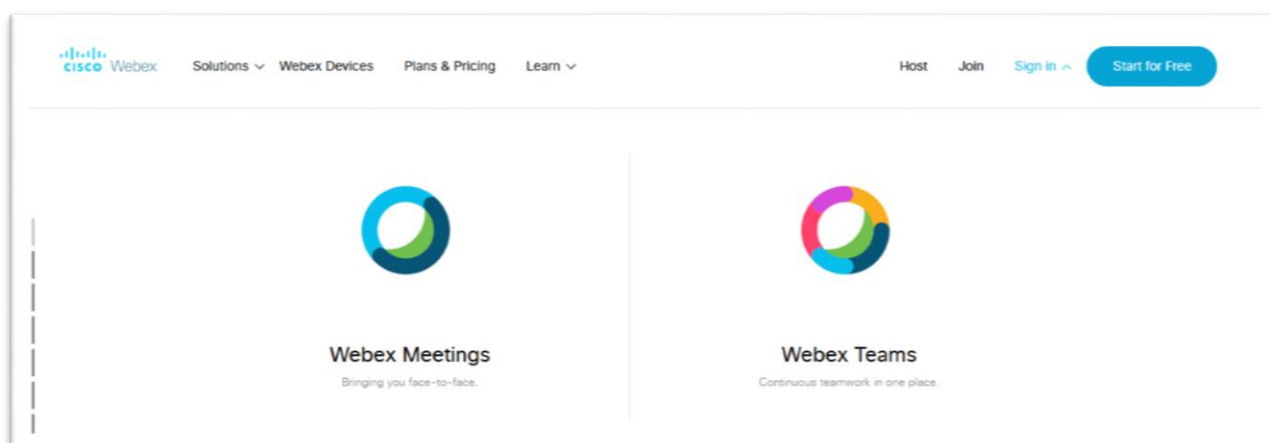 cisco Webex Solutions Webex Devices Plans & Pricing Learn Host Join Sign in Start for Free
Webex Meetings
Bringing you face-to-face.
Webex Teams
Continuous teamwork in one place.